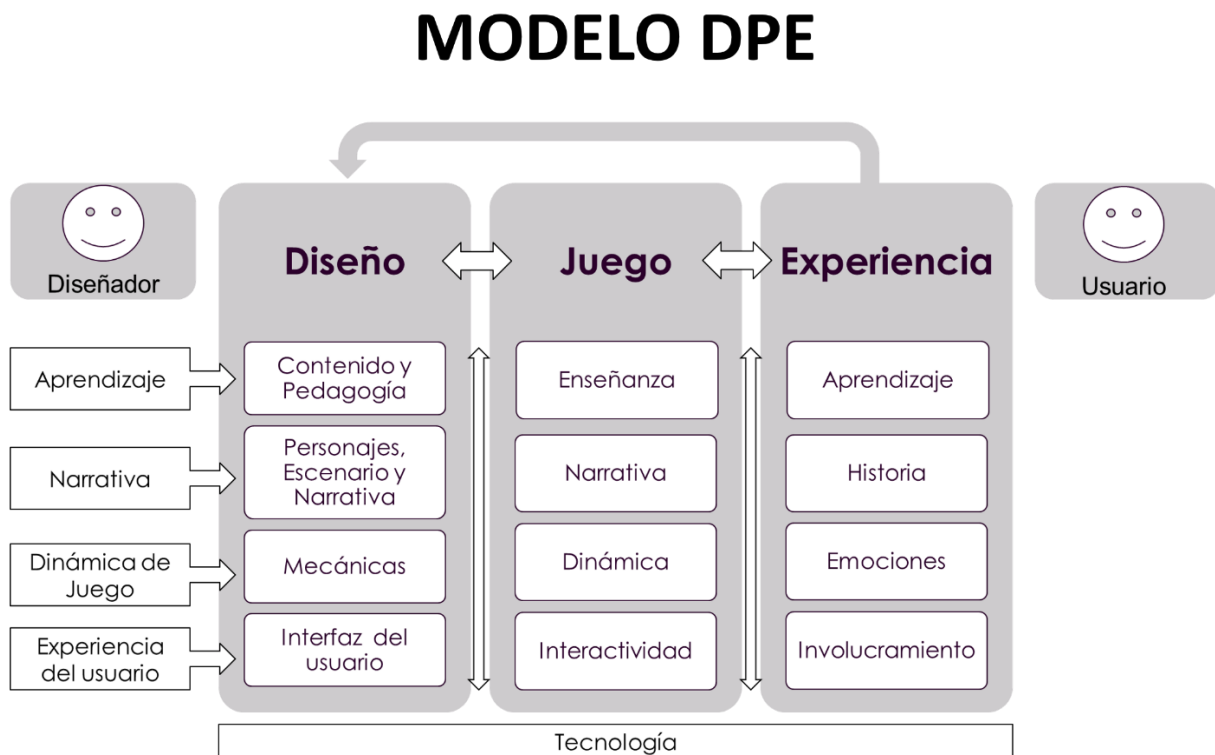 MODELO DPE
Diseñador
Diseño
Juego
Experiencia
Usuario
Aprendizaje
Contenido y
Pedagogía
Enseñanza
Aprendizaje
Narrativa
Personajes,
Escenario y
Narrativa
Narrativa
Historia
Dinámica de
Juego
Mecánicas
Dinámica
Emociones
Experiencia
del usuario
Interfaz del
usuario
Interactividad
Involucramiento
Tecnología